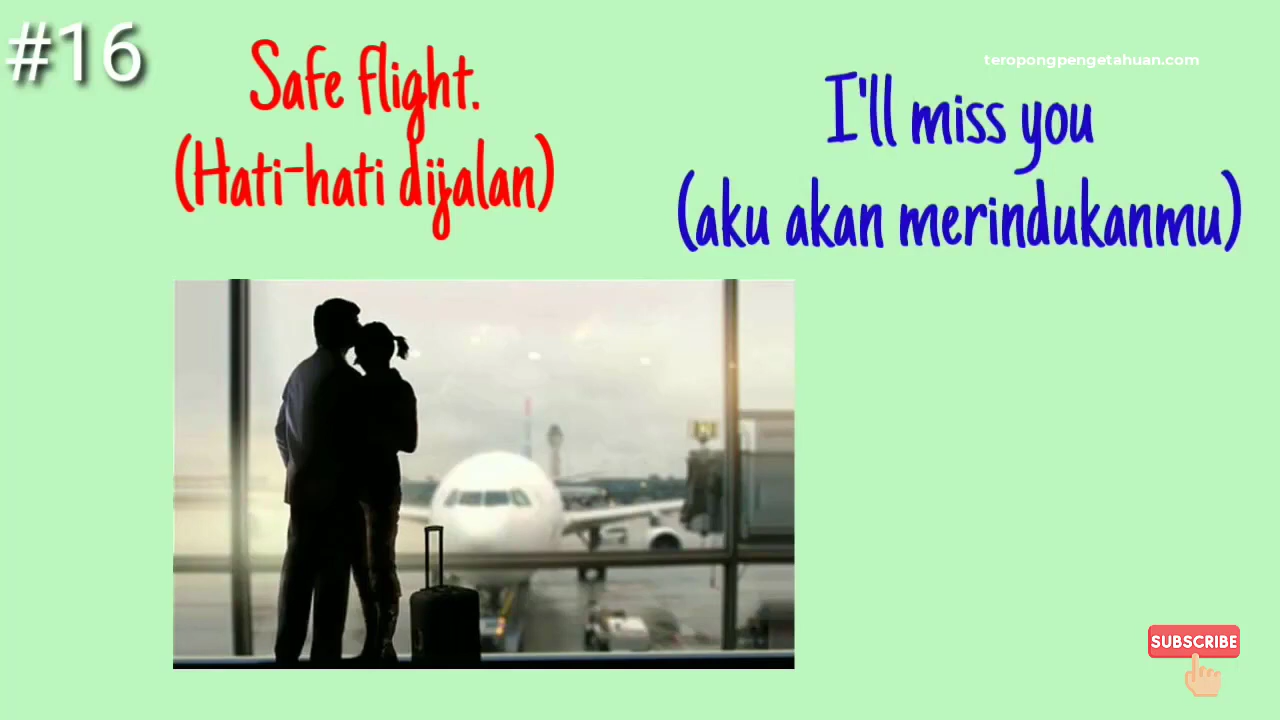 #16
Safe flight.
(Hati-hati dijalan)
teropongpengetahuan.com
I'll miss you
(aku akan merindukanmu)
SUBSCRIBE